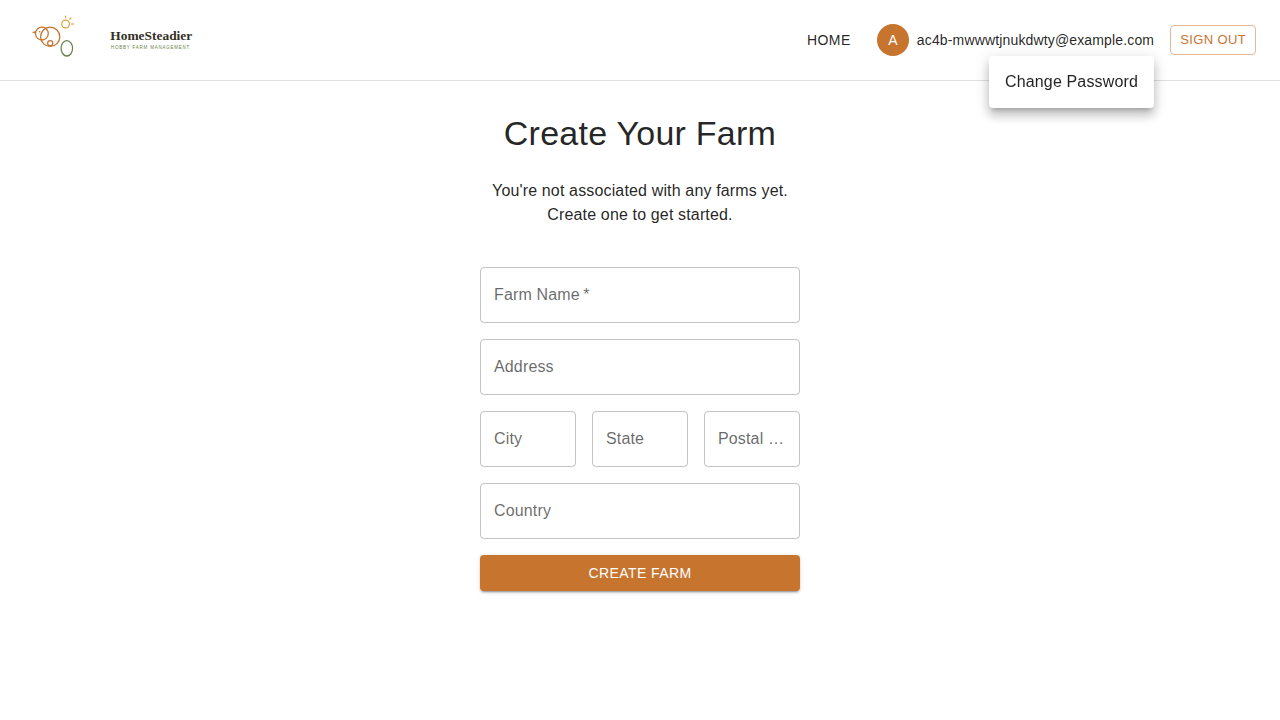 HomeSteadier
HOBBY FARM MANAGEMENT
HOME
A
ac4b-mwwwtjnukdwty@example.com
SIGN OUT
Change Password
Create Your Farm
You're not associated with any farms yet.
Create one to get started.
Farm Name *
Address
City
State
Postal …
Country
CREATE FARM